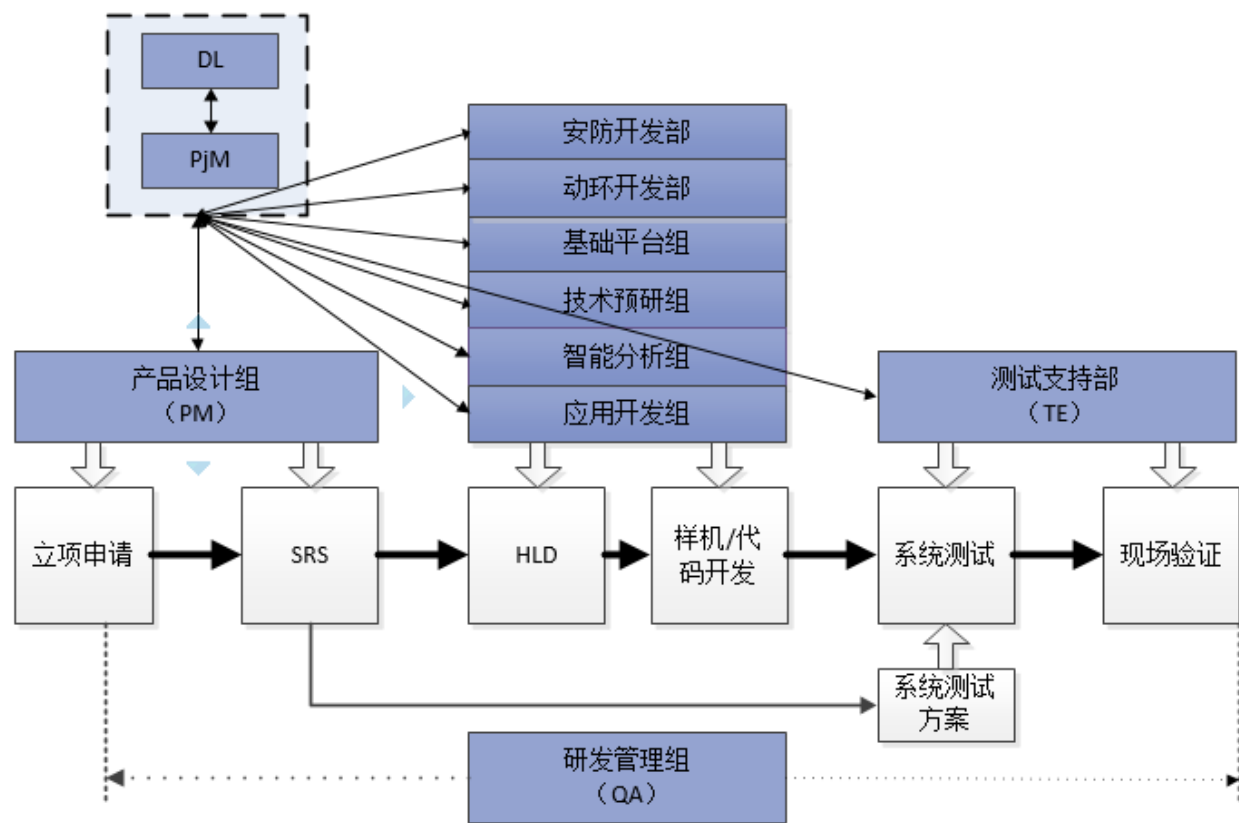 DL
PjM
安防开发部
动环开发部
基础平台组
技术预研组
智能分析组
应用开发组
产品设计组
（PM）
测试支持部
（TE）
立项申请
SRS
HLD
样机/代
码开发
系统测试
现场验证
系统测试
方案
研发管理组
（QA）